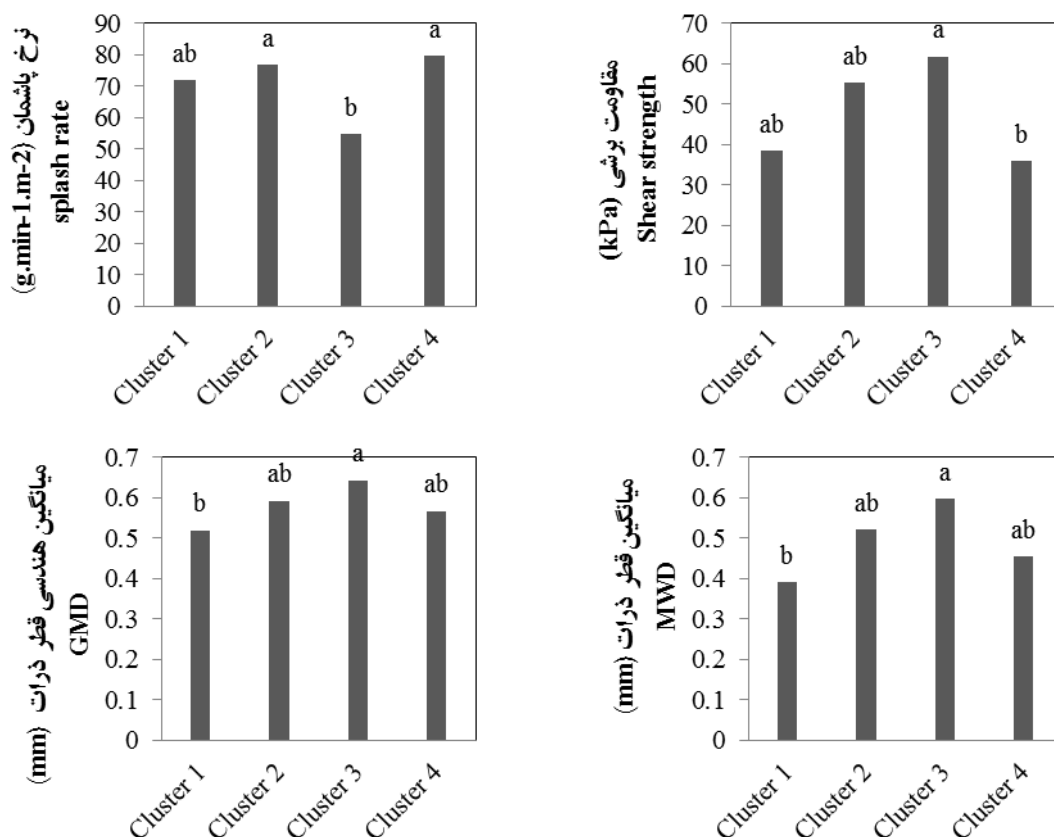 نرخ پاشمان (g.min-1.m-2)
splash rate
90
80
70
60
50
40
30
20
10
0
ab
a
b
a
Cluster 1
Cluster 2
Cluster 3
Cluster 4
مقاومت برشی (kPa)
Shear strength
70
60
50
40
30
20
10
0
ab
ab
a
b
Cluster 1
Cluster 2
Cluster 3
Cluster 4
میانگین هندسی قطر ذرات (mm)
GMD
0.7
0.6
0.5
0.4
0.3
0.2
0.1
0
b
ab
a
ab
Cluster 1
Cluster 2
Cluster 3
Cluster 4
میانگین قطر ذرات (mm)
MWD
0.7
0.6
0.5
0.4
0.3
0.2
0.1
0
b
ab
a
ab
Cluster 1
Cluster 2
Cluster 3
Cluster 4